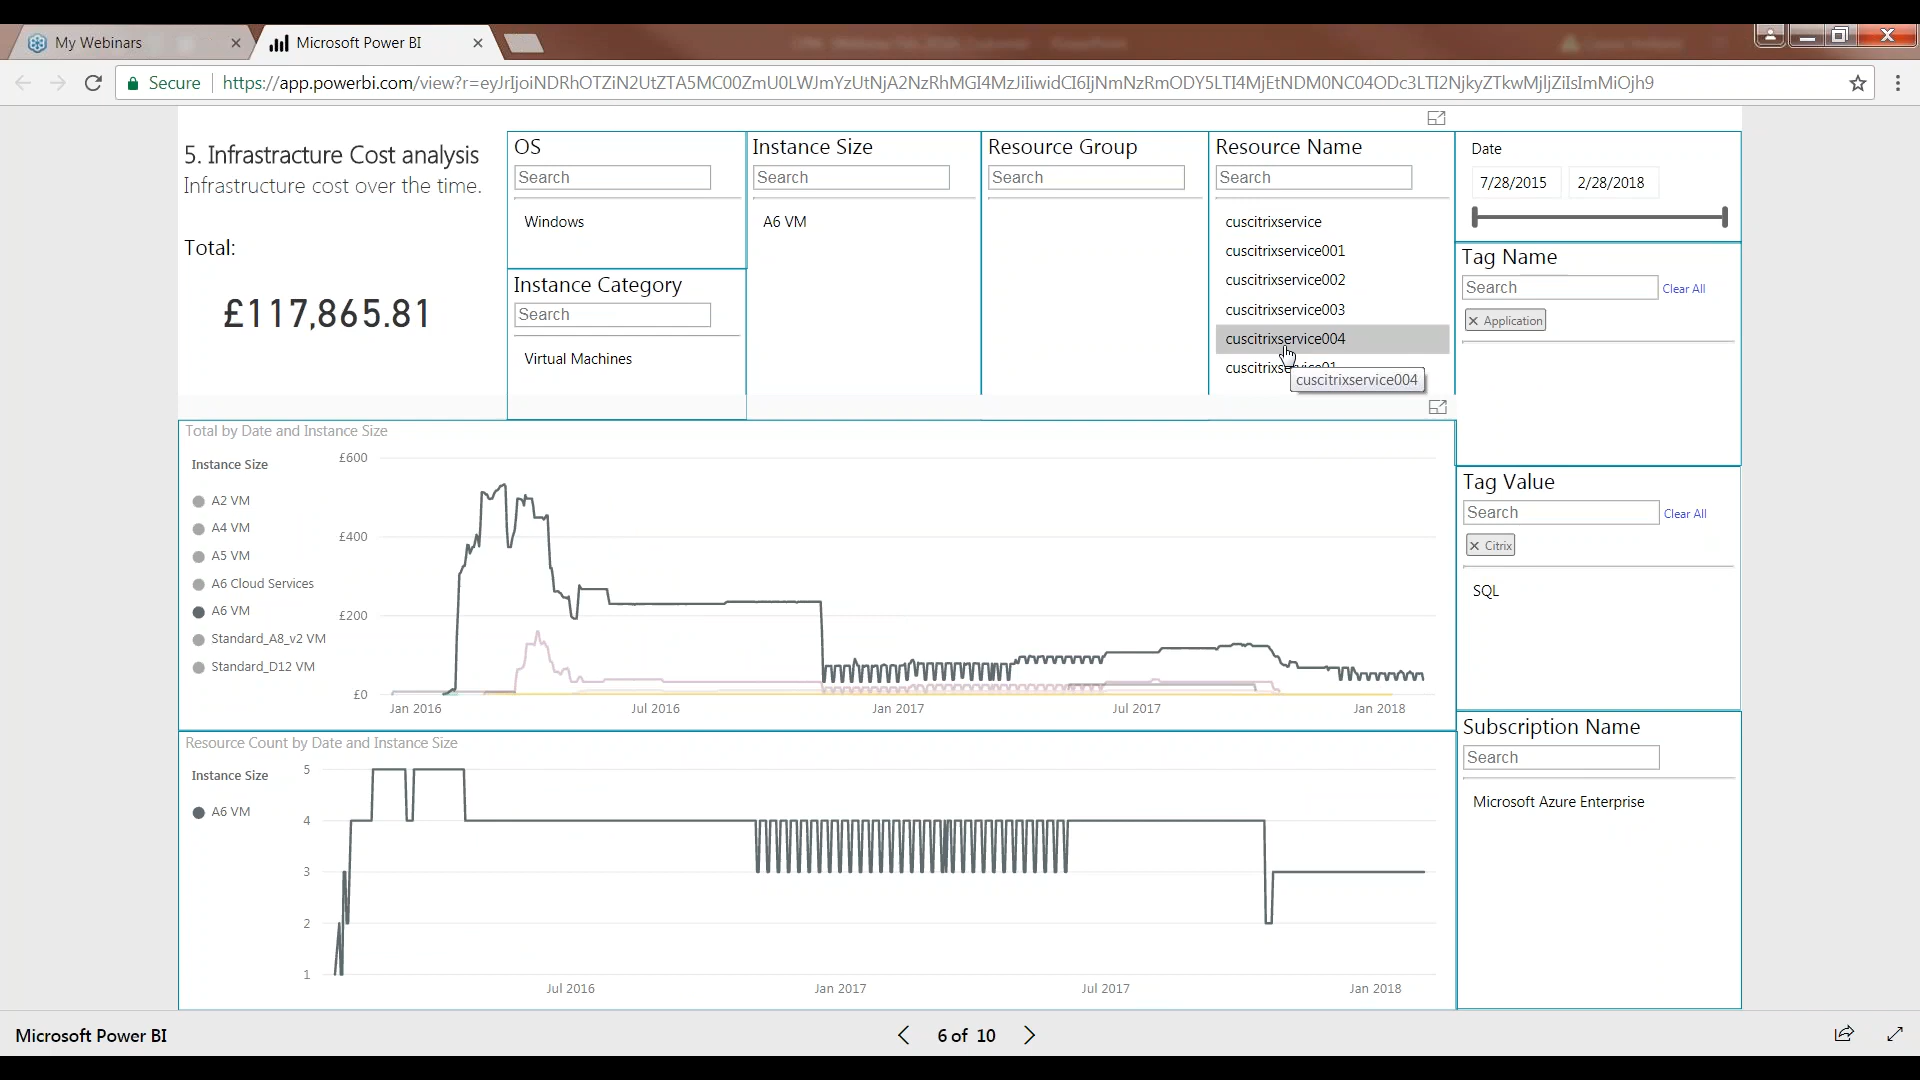 My Webinars
Microsoft Power BI
Secure
https://app.powerbi.com/view?r=eyJrIjoiNDRhOTZiN2UtZTA5MC00ZmU0LWJmYzUtNjA2NzRhMGI4MzJiIiwidCI6IjNmNzRmODY5LTI4MjEtNDM0NC04ODc3LTI2NjkyZTkwMjljZiIsImMiOjh9
5. Infrastracture Cost analysis
Infrastructure cost over the time.
Total:
£117,865.81
OS
Search
Windows
Instance Category
Search
Virtual Machines
Instance Size
Search
A6 VM
Resource Group
Search
Resource Name
Search
cuscitrixservice
cuscitrixservice001
cuscitrixservice002
cuscitrixservice003
cuscitrixservice004
cuscitrixservice004
Date
7/28/2015
2/28/2018
Tag Name
Search
Clear All
Application
Tag Value
Search
Clear All
Citrix
SQL
Subscription Name
Search
Microsoft Azure Enterprise
Total by Date and Instance Size
Instance Size
A2 VM
A4 VM
A5 VM
A6 Cloud Services
A6 VM
Standard_A8_v2 VM
Standard_D12 VM
£600
£400
£200
£0
Jan 2016
Jul 2016
Jan 2017
Jul 2017
Jan 2018
Resource Count by Date and Instance Size
Instance Size
A6 VM
5
4
3
2
1
Jul 2016
Jan 2017
Jul 2017
Jan 2018
Microsoft Power BI
6 of 10